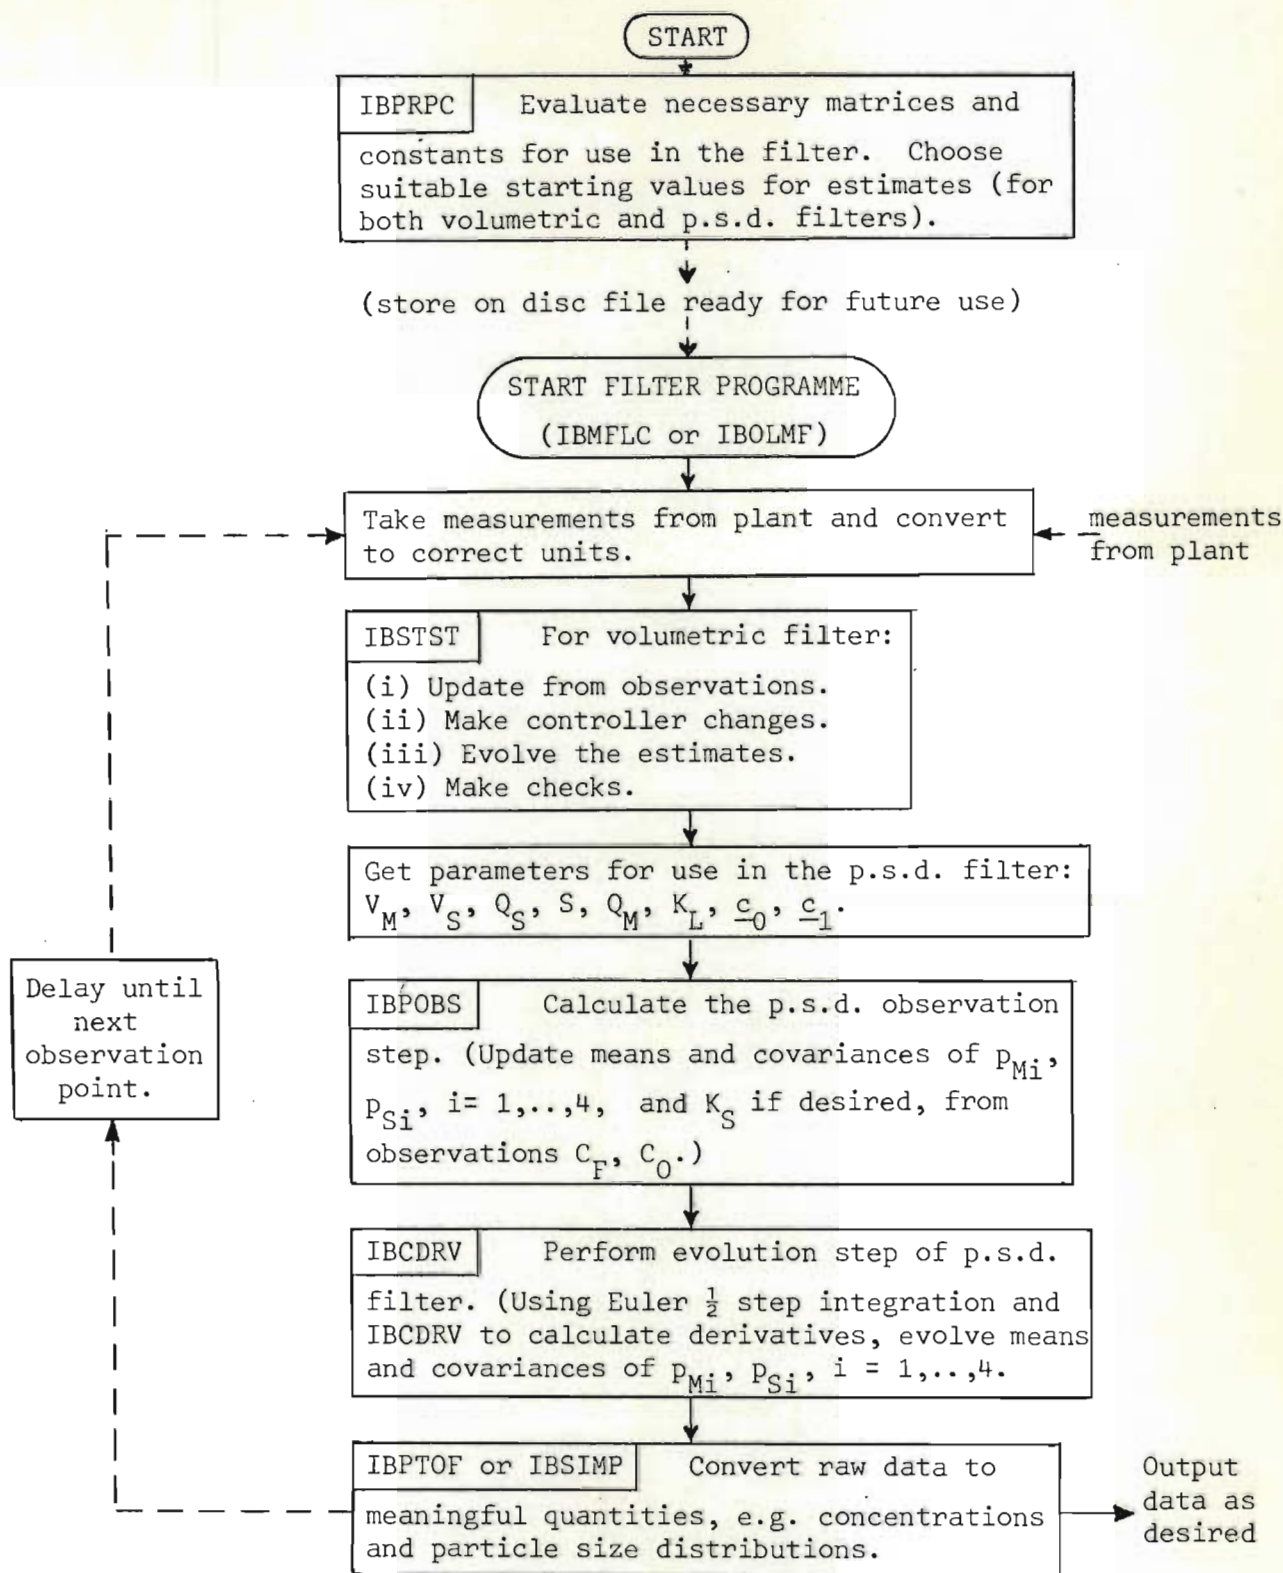 START
IBPRPC Evaluate necessary matrices and
constants for use in the filter. Choose
suitable starting values for estimates (for
both volumetric and p.s.d. filters).
(store on disc file ready for future use)
START FILTER PROGRAMME
(IBMFLC or IBOLMF)
Take measurements from plant and convert
to correct units.
measurements
from plant
IBSTST For volumetric filter:
(i) Update from observations.
(ii) Make controller changes.
(iii) Evolve the estimates.
(iv) Make checks.
Get parameters for use in the p.s.d. filter:
V_M, V_S, Q_S, S, Q_M, K_L, c_0, c_1.
Delay until
next
observation
point.
IBPOBS Calculate the p.s.d. observation
step. (Update means and covariances of p_Mi,
p_Si, i= 1,..,4, and K_S if desired, from
observations C_F, C_O.)
IBCDRV Perform evolution step of p.s.d.
filter. (Using Euler ½ step integration and
IBCDRV to calculate derivatives, evolve means
and covariances of p_Mi, p_Si, i = 1,..,4.
IBPTOF or IBSIMP Convert raw data to
meaningful quantities, e.g. concentrations
and particle size distributions.
Output
data as
desired